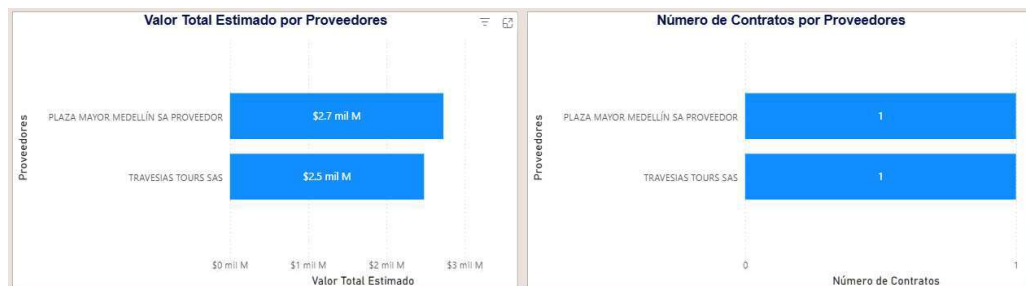 Valor Total Estimado por Proveedores
Proveedores
PLAZA MAYOR MEDELLÍN SA PROVEEDOR
$2.7 mil M
TRAVESIAS TOURS SAS
$2.5 mil M
$0 mil M $1 mil M $2 mil M $3 mil M
Valor Total Estimado
Número de Contratos por Proveedores
Proveedores
PLAZA MAYOR MEDELLÍN SA PROVEEDOR
1
TRAVESIAS TOURS SAS
1
0 1
Número de Contratos